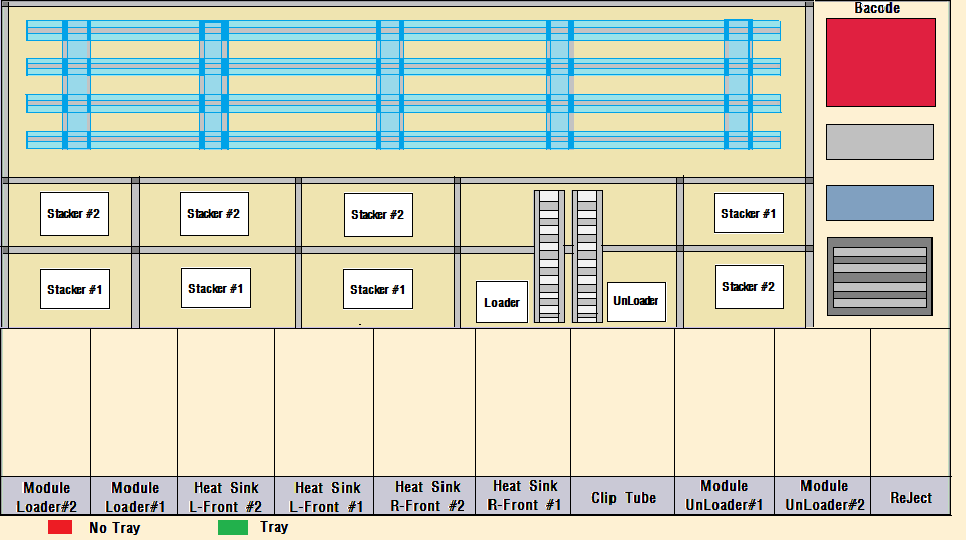 Bacode
Stacker #2
Stacker #2
Stacker #2
Stacker #1
Stacker #1
Stacker #1
Stacker #1
Loader
UnLoader
Stacker #2
Module
Loader#2
Module
Loader#1
Heat Sink
L-Front #2
Heat Sink
L-Front #1
Heat Sink
R-Front #2
Heat Sink
R-Front #1
Clip Tube
Module
UnLoader#1
Module
UnLoader#2
ReJect
No Tray
Tray